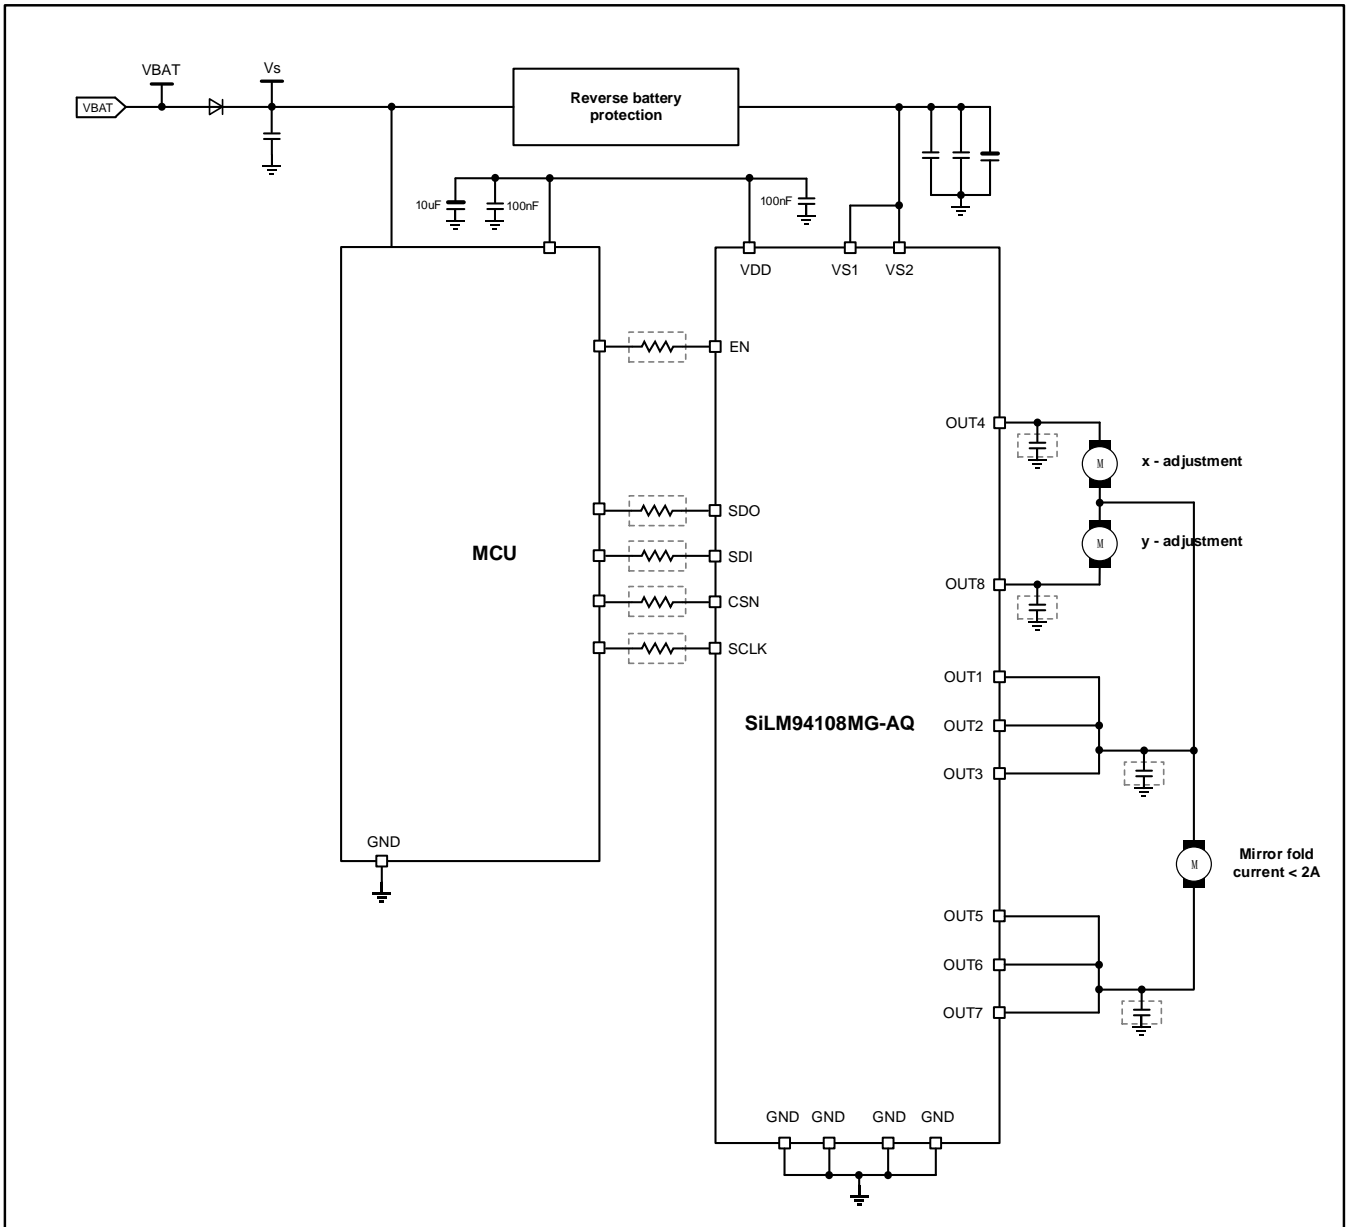 VBAT
Vs
VBAT
Reverse battery
protection
10uF
100nF
100nF
VDD
VS1
VS2
EN
OUT4
M
x - adjustment
SDO
MCU
SDI
M
y - adjustment
OUT8
CSN
SCLK
OUT1
SiLM94108MG-AQ
OUT2
OUT3
GND
M
Mirror fold
current < 2A
OUT5
OUT6
OUT7
GND
GND
GND
GND